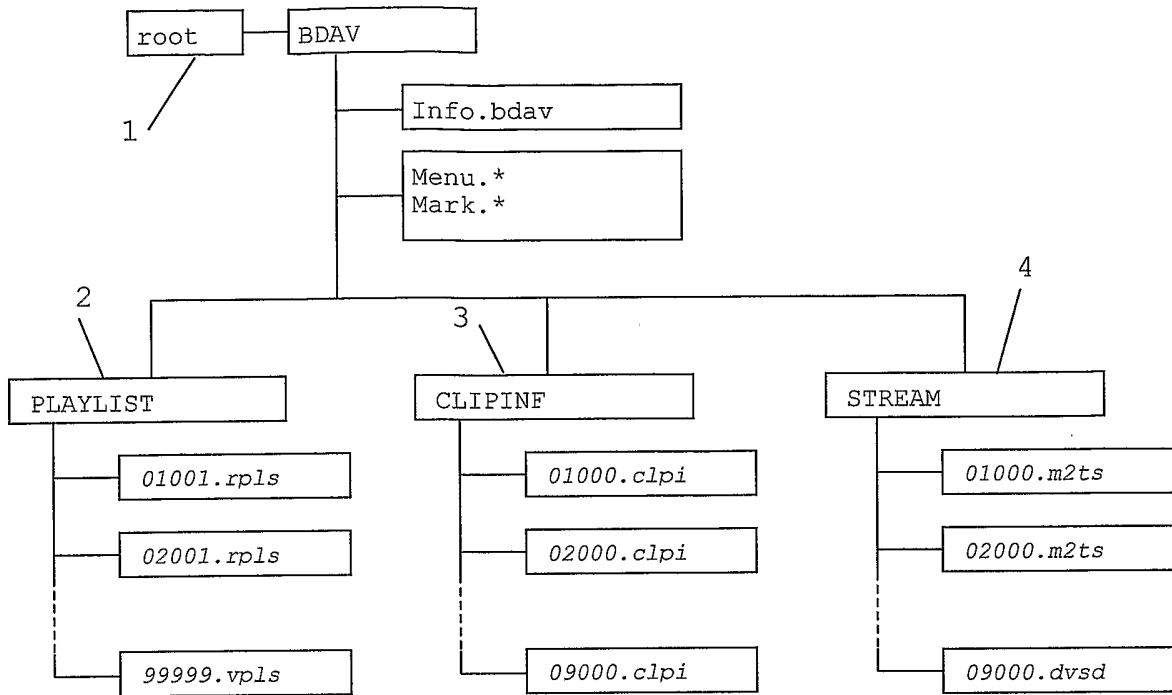 root
BDAV
1
Info.bdav
Menu.*
Mark.*
2
3
4
PLAYLIST
CLIPINF
STREAM
01001.rpls
01000.clpi
01000.m2ts
02001.rpls
02000.clpi
02000.m2ts
99999.vpls
09000.clpi
09000.dvsd